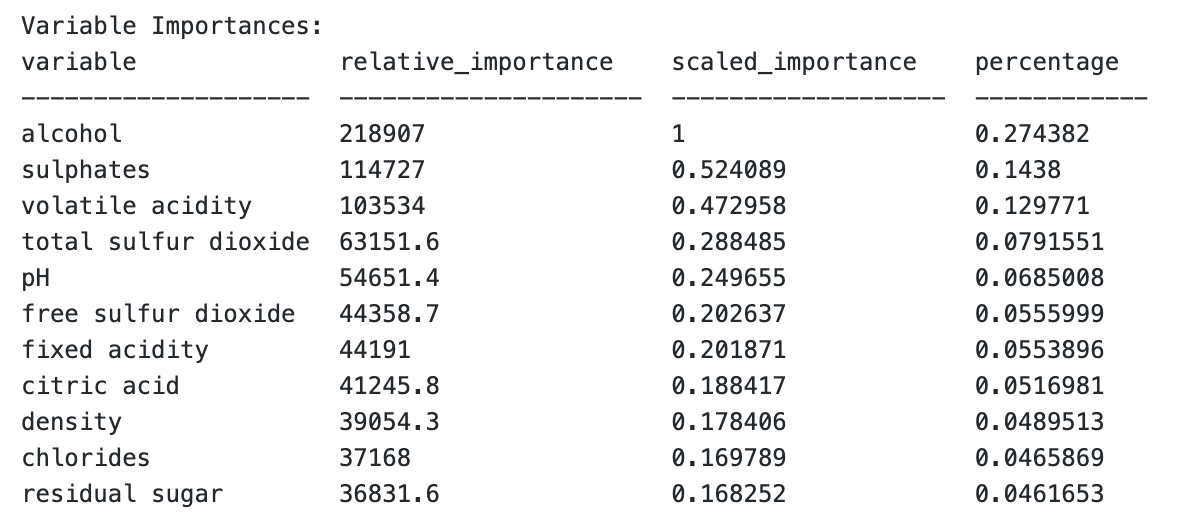 Variable Importances:
variable                relative_importance      scaled_importance      percentage
--------------------  ---------------------  -------------------  ------------
alcohol                 218907                   1                      0.274382
sulphates               114727                   0.524089               0.1438
volatile acidity        103534                   0.472958               0.129771
total sulfur dioxide    63151.6                  0.288485               0.0791551
pH                      54651.4                  0.249655               0.0685008
free sulfur dioxide     44358.7                  0.202637               0.0555999
fixed acidity           44191                    0.201871               0.0553896
citric acid             41245.8                  0.188417               0.0516981
density                 39054.3                  0.178406               0.0489513
chlorides               37168                    0.169789               0.0465869
residual sugar          36831.6                  0.168252               0.0461653